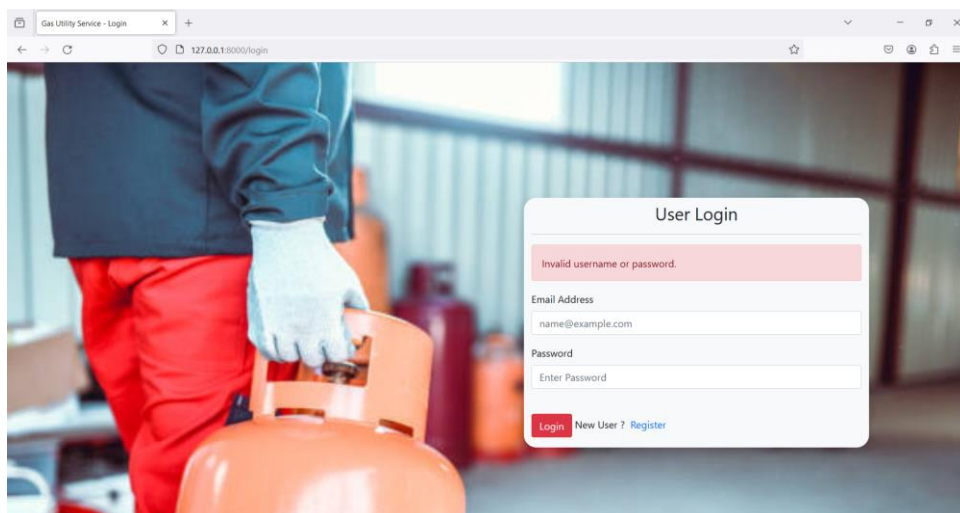 Gas Utility Service - Login
127.0.0.1:8000/login
User Login
Invalid username or password.
Email Address
name@example.com
Password
Enter Password
Login New User ? Register